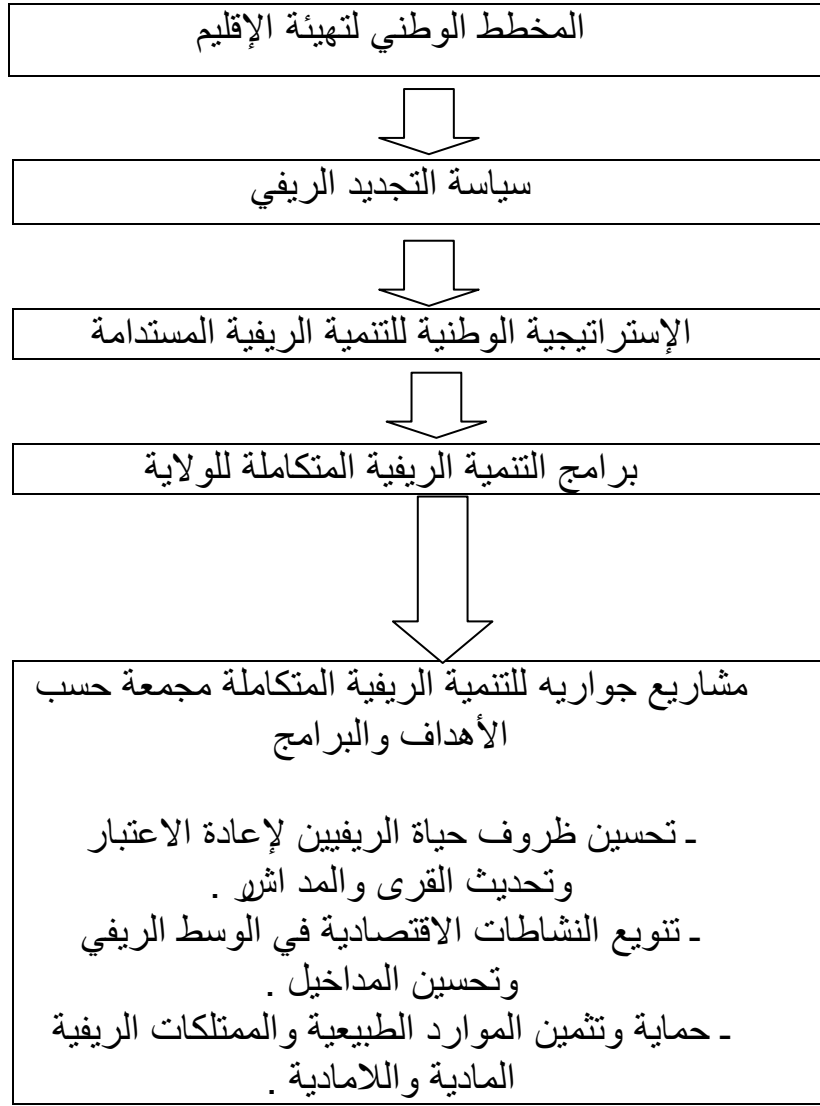 المخطط الوطني لتهيئة الإقليم
سياسة التجديد الريفي
الإستراتيجية الوطنية للتنمية الريفية المستدامة
برامج التنمية الريفية المتكاملة للولاية
مشاريع جواريه للتنمية الريفية المتكاملة مجمعة حسب
الأهداف والبرامج
ـ تحسين ظروف حياة الريفيين لإعادة الاعتبار
وتحديث القرى والمد .
ـ تنويع النشاطات الاقتصادية في الوسط الريفي
وتحسين المداخيل .
ـ حماية وتثمين الموارد الطبيعية والممتلكات الريفية
المادية واللامادية .